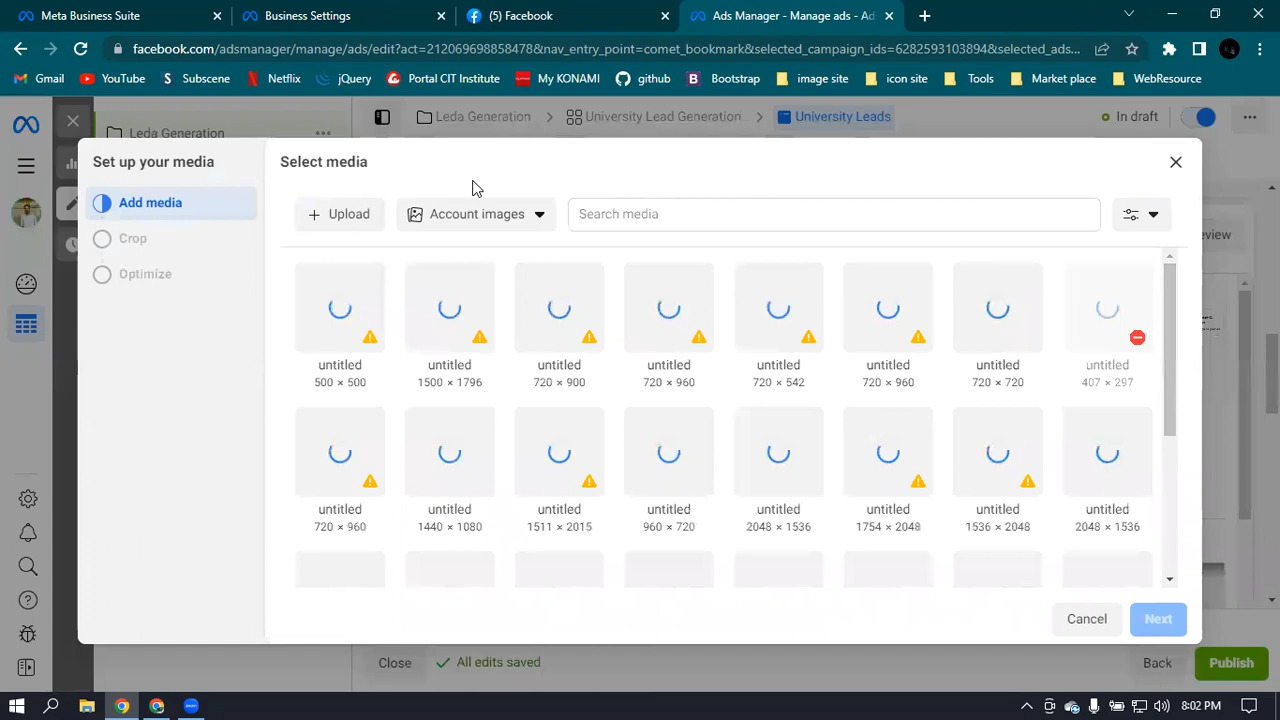 Meta Business Suite
Business Settings
(5) Facebook
Ads Manager - Manage ads - Ad
facebook.com/adsmanager/manage/ads/edit?act=212069698858478&nav_entry_point=comet_bookmark&selected_campaign_ids=62825931038948&selected_ads...
Gmail
YouTube
Subscene
Netflix
jQuery
Portal CIT Institute
My KONAMI
github
Bootstrap
image site
icon site
Tools
Market place
WebResource
Leda Generation
Leda Generation
University Lead Generation
University Leads
In draft
Set up your media
Add media
Crop
Optimize
Select media
Upload
Account images
Search media
untitled untitled untitled untitled untitled untitled untitled untitled
500 × 500 1500 × 1796 720 × 900 720 × 960 720 × 542 720 × 960 720 × 720 407 × 297
untitled untitled untitled untitled untitled untitled untitled untitled
720 × 960 1440 × 1080 1511 × 2015 960 × 720 2048 × 1536 1754 × 2048 1536 × 2048 2048 × 1536
Cancel
Next
Close
All edits saved
Back
Publish
8:02 PM